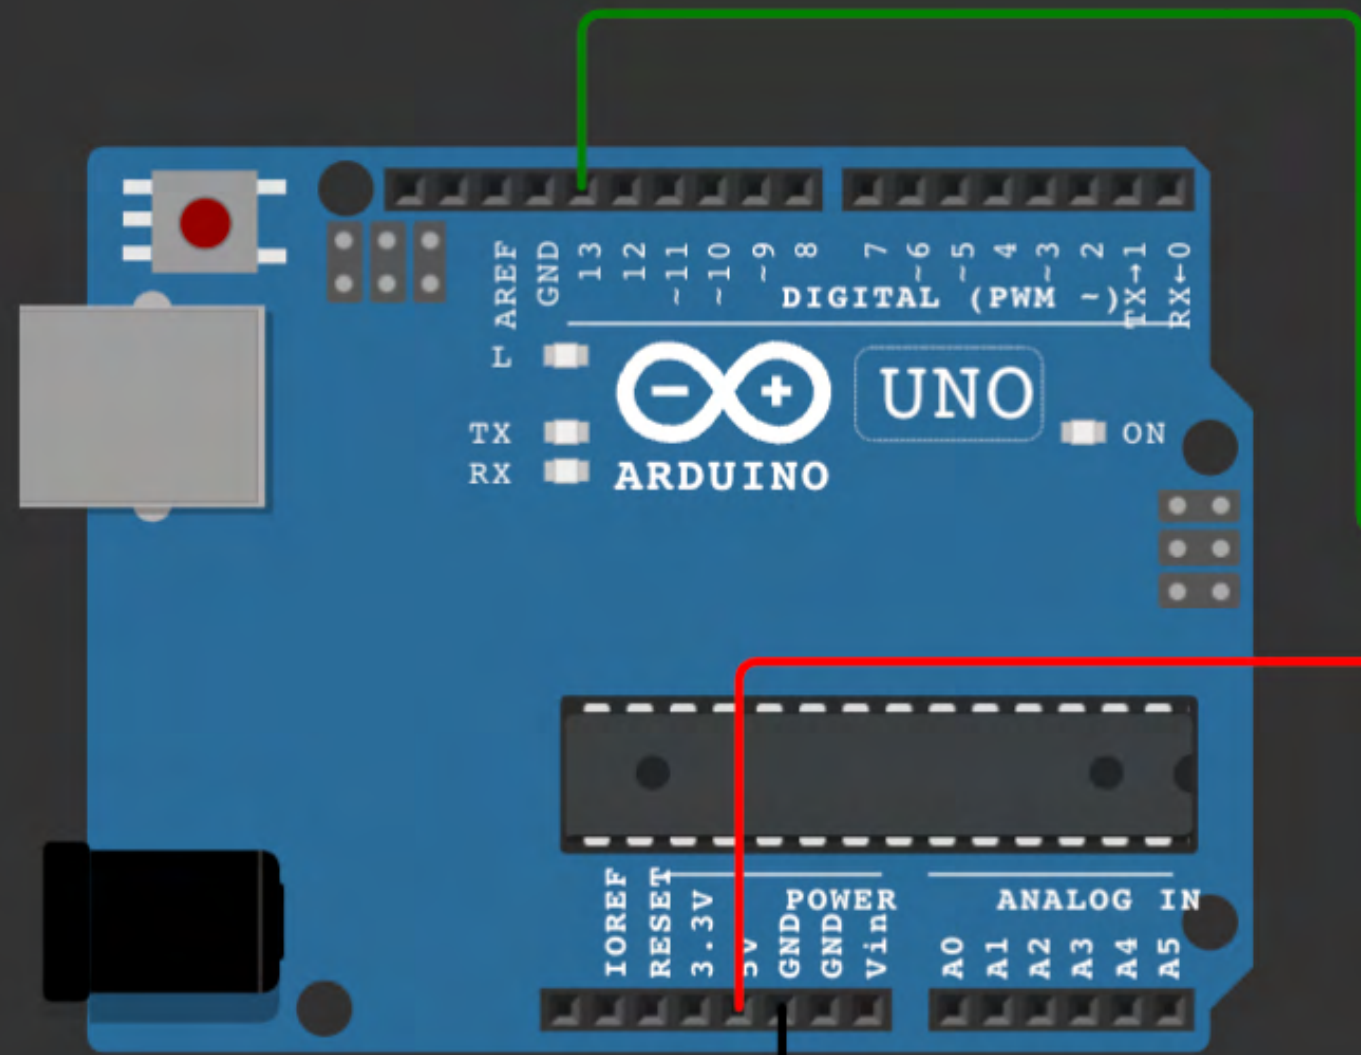 AREF
GND
13
12
~11
~10
~9
8
7
~6
~5
4
~3
2
TX→1
RX←0
DIGITAL (PWM ~)
L
TX
RX
ARDUINO
UNO
ON
IOREF
RESET
3.3V
5V
GND
GND
Vin
POWER
ANALOG IN
A0
A1
A2
A3
A4
A5